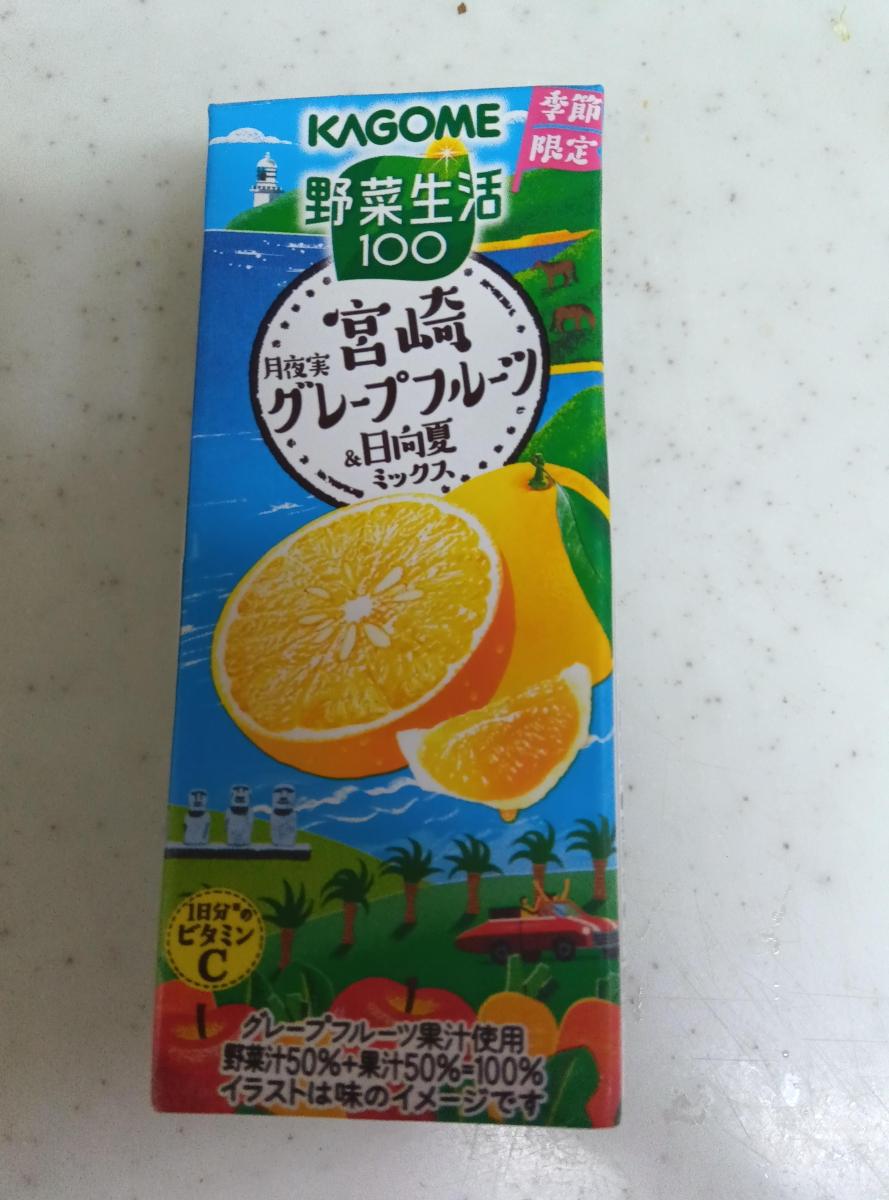 KAGOME
季節
限定
野菜生活
100
宮崎
月夜実
グレープフルーツ
&日向夏
ミックス
1日分※の
ビタミン
C
グレープフルーツ果汁使用
野菜汁50%+果汁50%=100%
イラストは味のイメージです